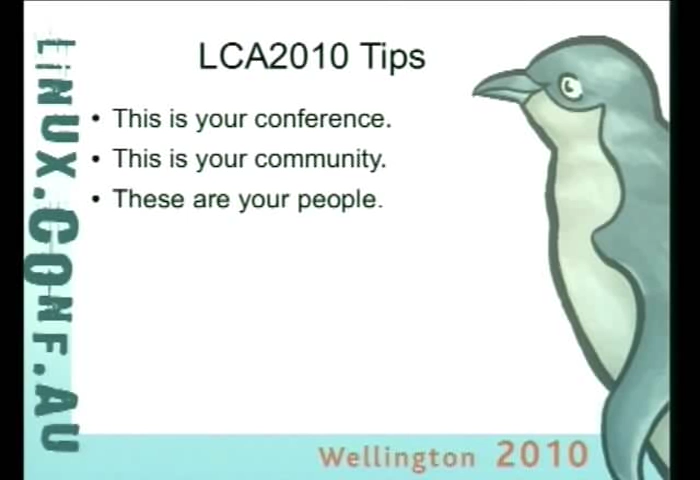 LCA2010 Tips
• This is your conference.
• This is your community.
• These are your people.
LINUX.CONF.AU
Wellington 2010